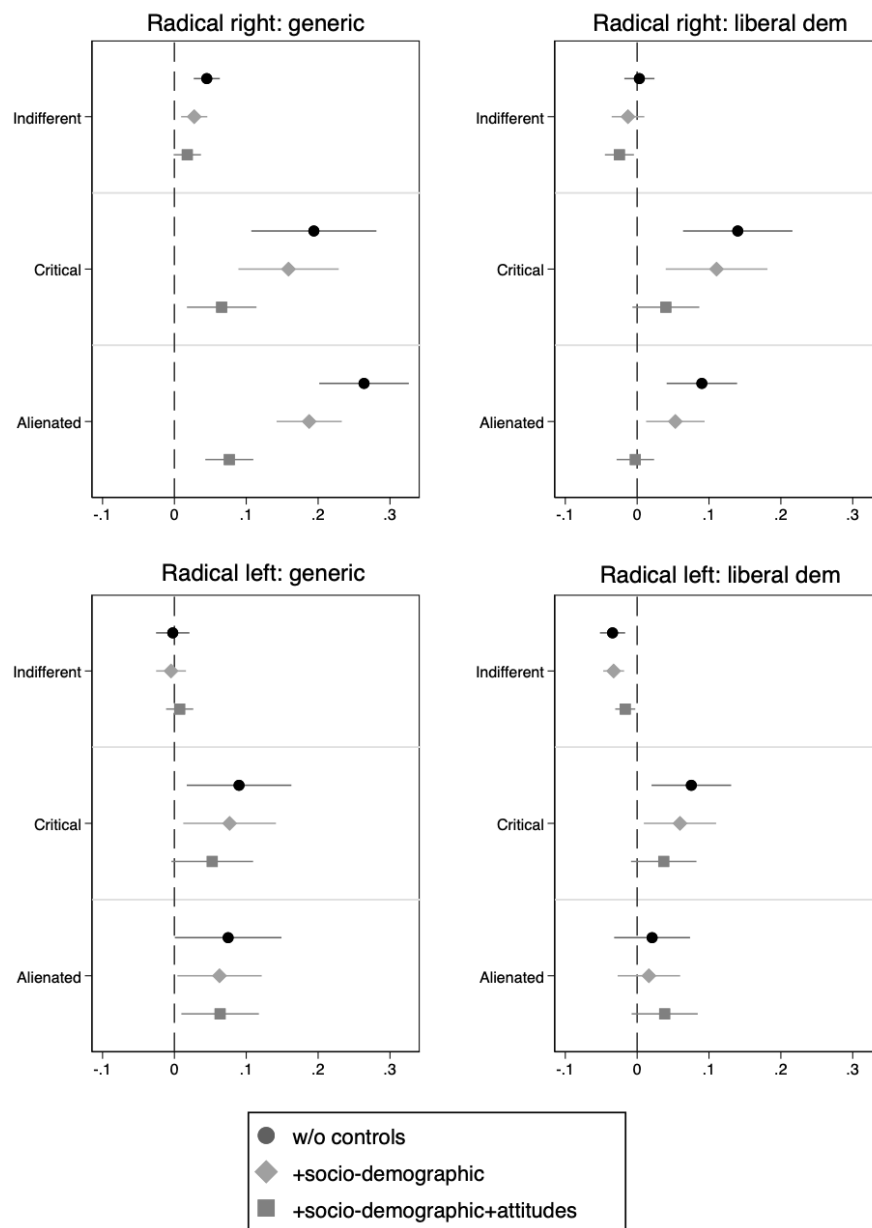 Radical right: generic
Indifferent
Critical
Alienated
-.1 0 .1 .2 .3
Radical right: liberal dem
Indifferent
Critical
Alienated
-.1 0 .1 .2 .3
Radical left: generic
Indifferent
Critical
Alienated
-.1 0 .1 .2 .3
Radical left: liberal dem
Indifferent
Critical
Alienated
-.1 0 .1 .2 .3
w/o controls
+socio-demographic
+socio-demographic+attitudes